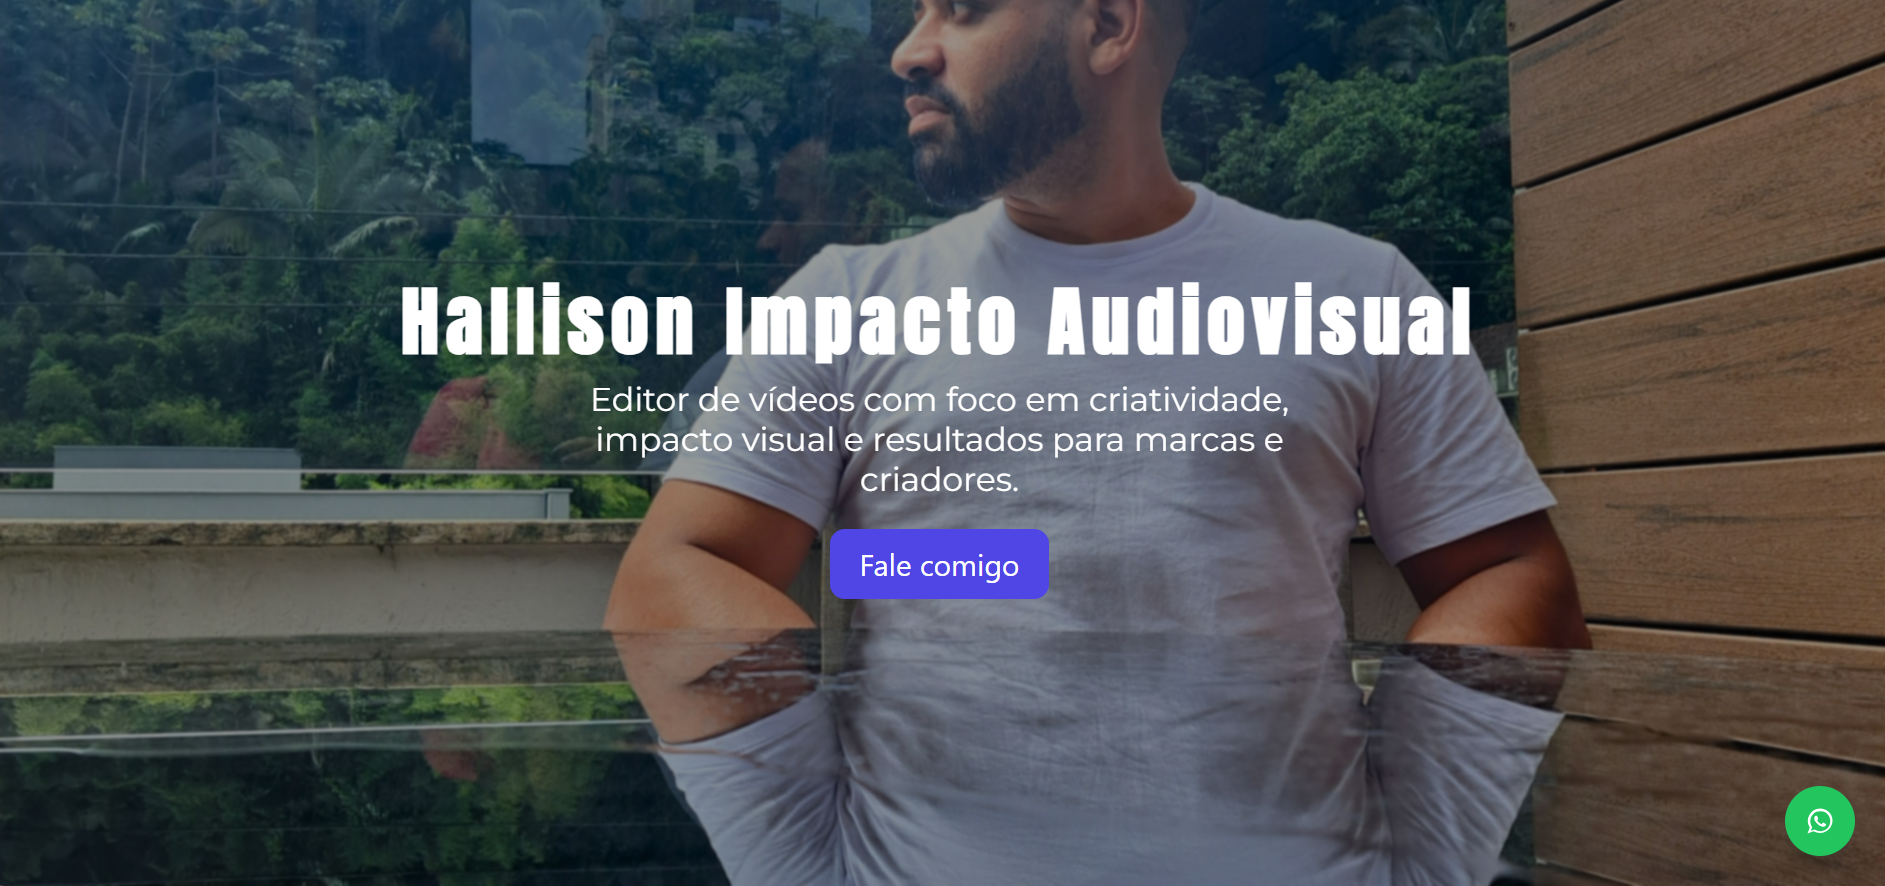 Hallison Impacto Audiovisual
Editor de vídeos com foco em criatividade,
impacto visual e resultados para marcas e
criadores.
Fale comigo